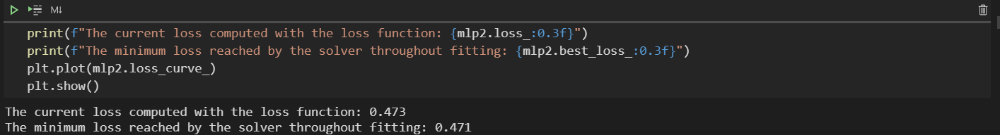 M↓
print(f"The current loss computed with the loss function: {mlp2.loss_:0.3f}")
print(f"The minimum loss reached by the solver throughout fitting: {mlp2.best_loss_:0.3f}")
plt.plot(mlp2.loss_curve_)
plt.show()
The current loss computed with the loss function: 0.473
The minimum loss reached by the solver throughout fitting: 0.471